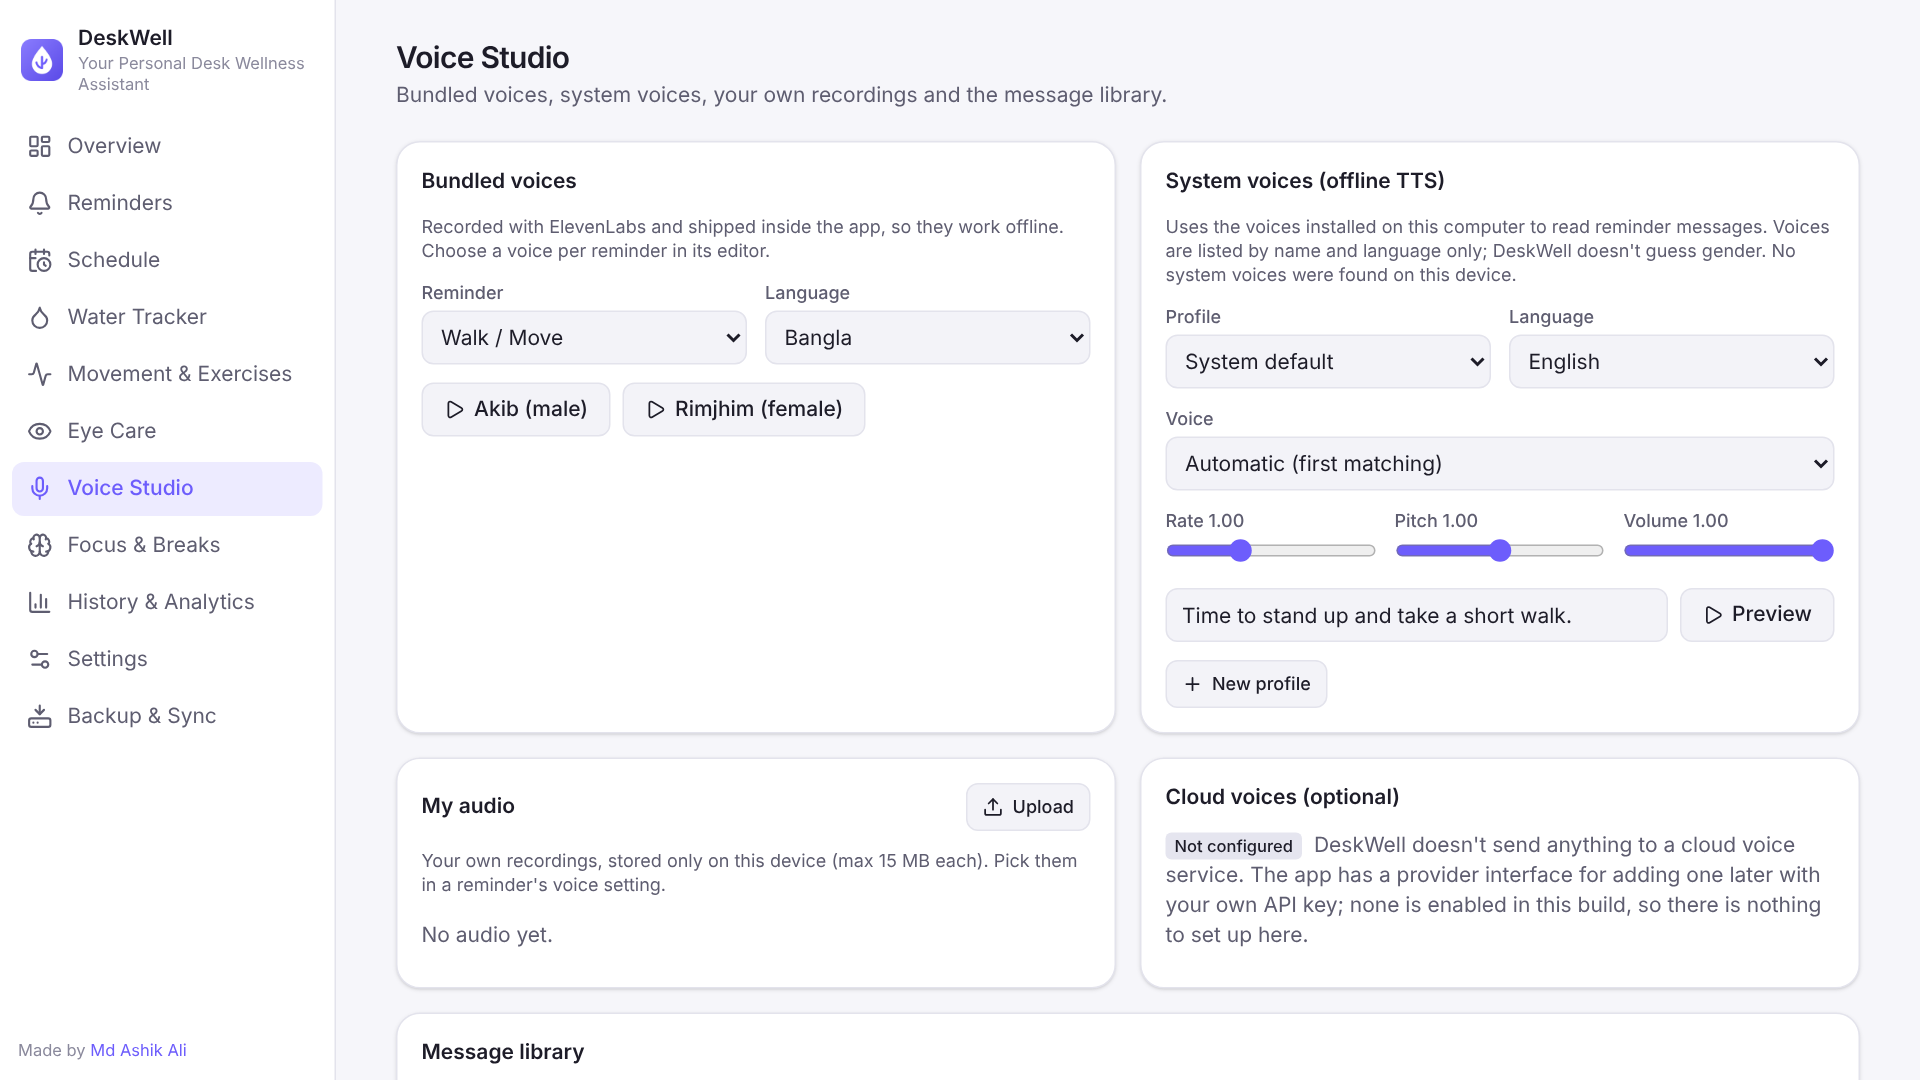 DeskWell
Your Personal Desk Wellness
Assistant
Overview
Reminders
Schedule
Water Tracker
Movement & Exercises
Eye Care
Voice Studio
Focus & Breaks
History & Analytics
Settings
Backup & Sync
Made by Md Ashik Ali
Voice Studio
Bundled voices, system voices, your own recordings and the message library.
Bundled voices
Recorded with ElevenLabs and shipped inside the app, so they work offline.
Choose a voice per reminder in its editor.
Reminder
Language
Walk / Move
Bangla
Akib (male)
Rimjhim (female)
System voices (offline TTS)
Uses the voices installed on this computer to read reminder messages. Voices
are listed by name and language only; DeskWell doesn't guess gender. No
system voices were found on this device.
Profile
Language
System default
English
Voice
Automatic (first matching)
Rate 1.00
Pitch 1.00
Volume 1.00
Time to stand up and take a short walk.
Preview
New profile
My audio
Upload
Your own recordings, stored only on this device (max 15 MB each). Pick them
in a reminder's voice setting.
No audio yet.
Cloud voices (optional)
Not configured DeskWell doesn't send anything to a cloud voice
service. The app has a provider interface for adding one later with
your own API key; none is enabled in this build, so there is nothing
to set up here.
Message library